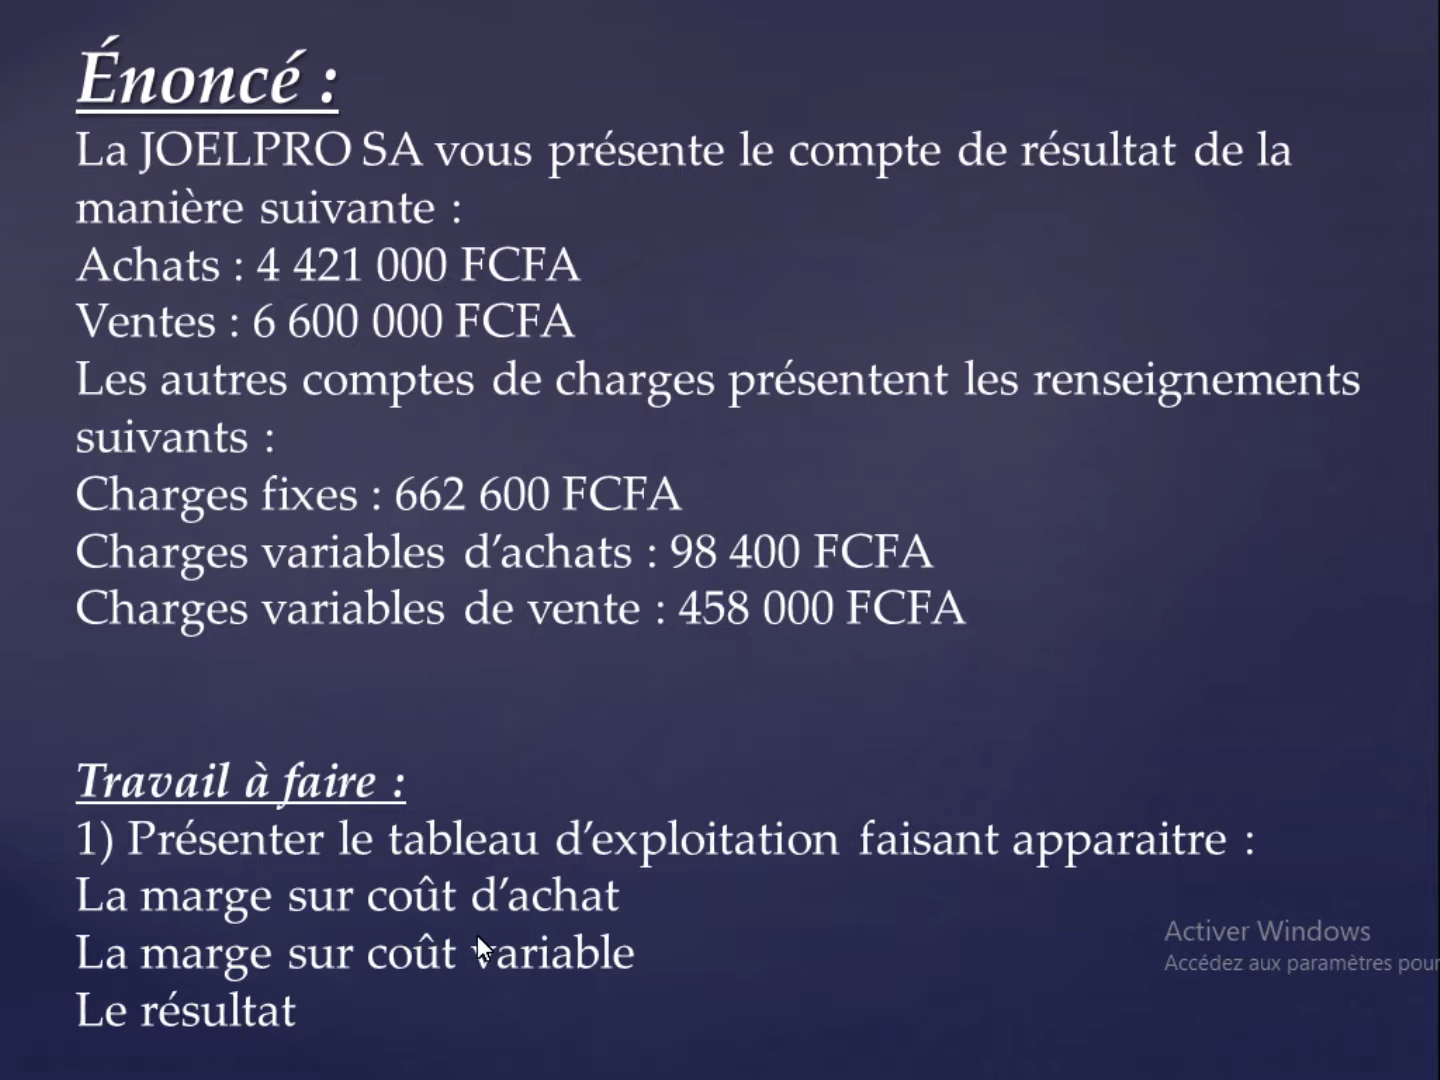 Énoncé :
La JOELPRO SA vous présente le compte de résultat de la
manière suivante :
Achats : 4 421 000 FCFA
Ventes : 6 600 000 FCFA
Les autres comptes de charges présentent les renseignements
suivants :
Charges fixes : 662 600 FCFA
Charges variables d’achats : 98 400 FCFA
Charges variables de vente : 458 000 FCFA
Travail à faire :
1) Présenter le tableau d’exploitation faisant apparaitre :
La marge sur coût d’achat
La marge sur coût variable
Le résultat
Activer Windows
Accédez aux paramètres pour